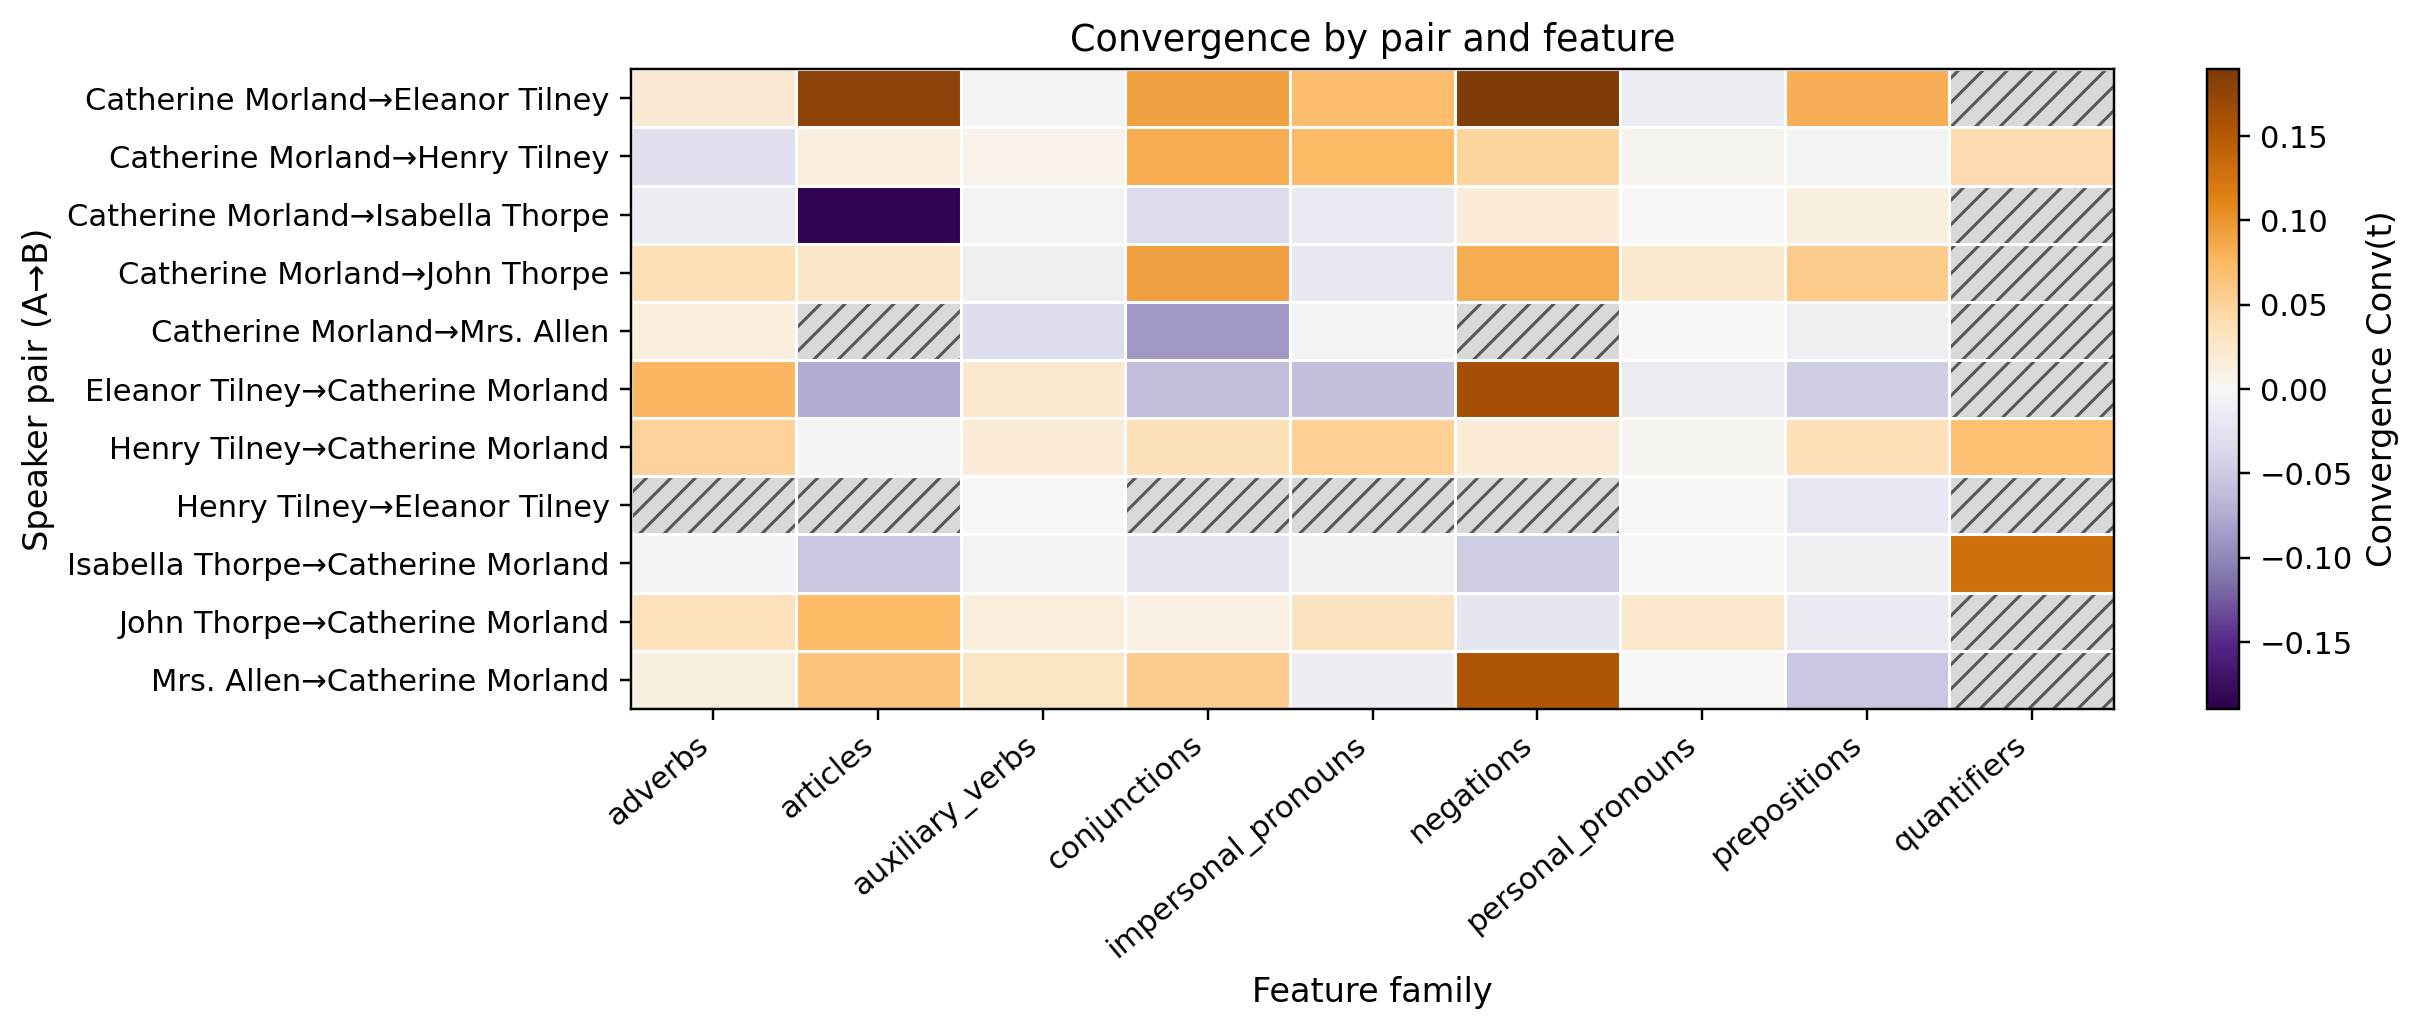 Convergence by pair and feature
Speaker pair (A→B)
Catherine Morland→Eleanor Tilney
Catherine Morland→Henry Tilney
Catherine Morland→Isabella Thorpe
Catherine Morland→John Thorpe
Catherine Morland→Mrs. Allen
Eleanor Tilney→Catherine Morland
Henry Tilney→Catherine Morland
Henry Tilney→Eleanor Tilney
Isabella Thorpe→Catherine Morland
John Thorpe→Catherine Morland
Mrs. Allen→Catherine Morland
adverbs
articles
auxiliary_verbs
conjunctions
impersonal_pronouns
negations
personal_pronouns
prepositions
quantifiers
Feature family
0.15
0.10
0.05
0.00
−0.05
−0.10
−0.15
Convergence Conv(t)